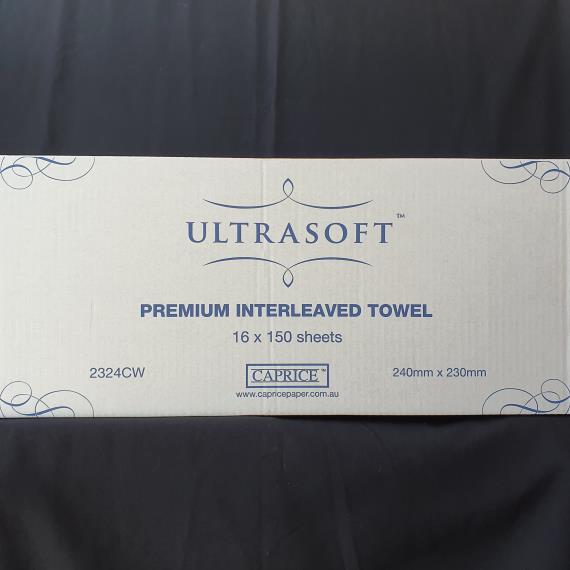 ULTRASOFT™
PREMIUM INTERLEAVED TOWEL
16 x 150 sheets
2324CW
CAPRICE™
240mm x 230mm
www.capricepaper.com.au